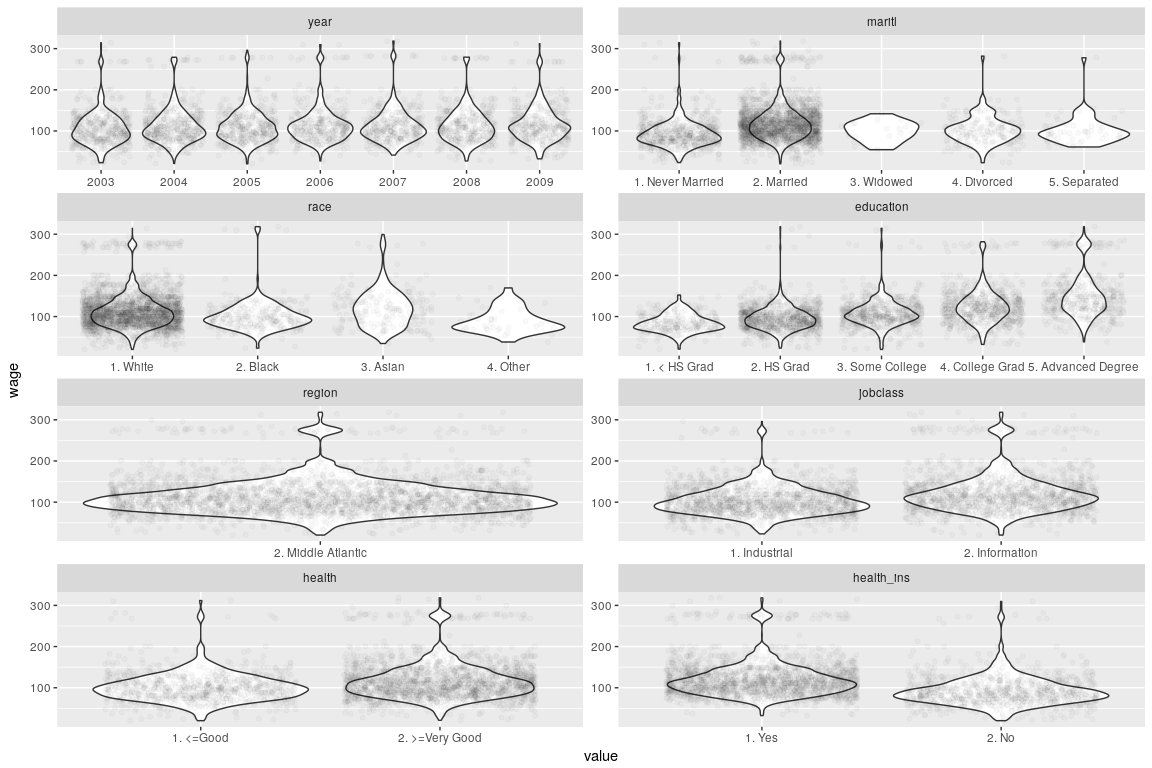 year
maritl
300
200
100
2003 2004 2005 2006 2007 2008 2009
300
200
100
1. Never Married 2. Married 3. Widowed 4. Divorced 5. Separated
race
education
300
200
100
1. White 2. Black 3. Asian 4. Other
300
200
100
1. < HS Grad 2. HS Grad 3. Some College 4. College Grad 5. Advanced Degree
wage
region
jobclass
300
200
100
2. Middle Atlantic
300
200
100
1. Industrial 2. Information
health
health_ins
300
200
100
1. <=Good 2. >=Very Good
300
200
100
1. Yes 2. No
value